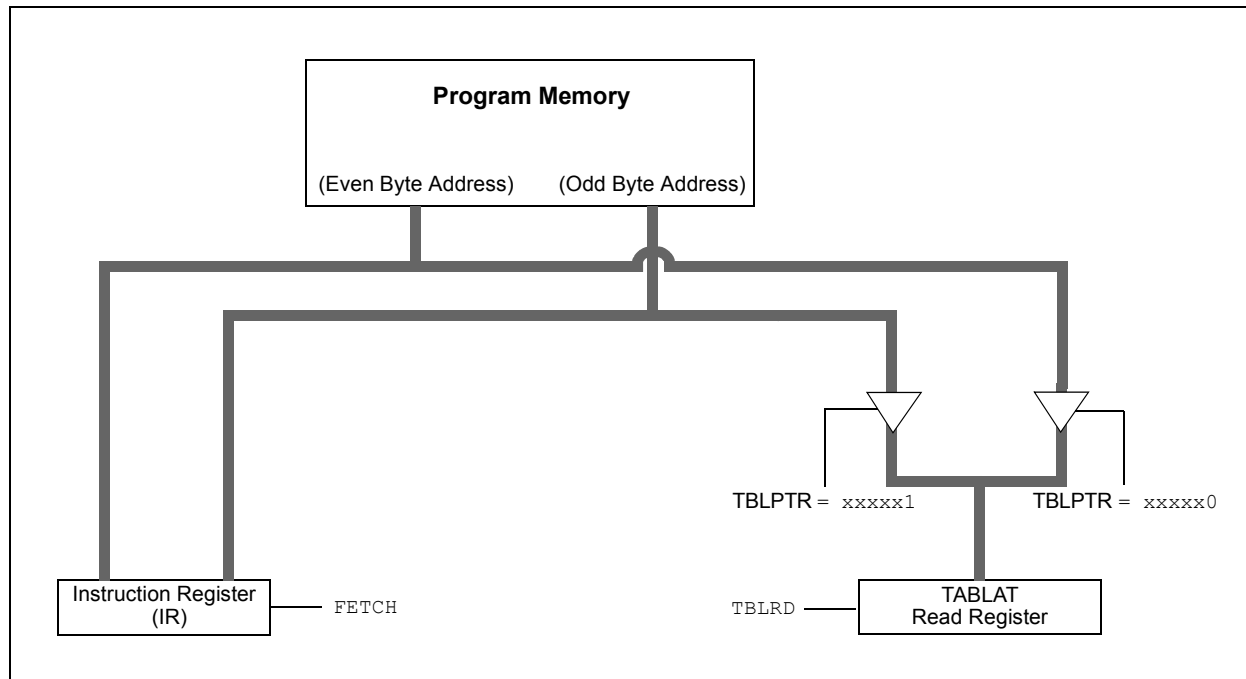 Program Memory
(Even Byte Address) (Odd Byte Address)
TBLPTR = xxxxx1
TBLPTR = xxxxx0
Instruction Register
(IR)
FETCH
TBLRD
TABLAT
Read Register